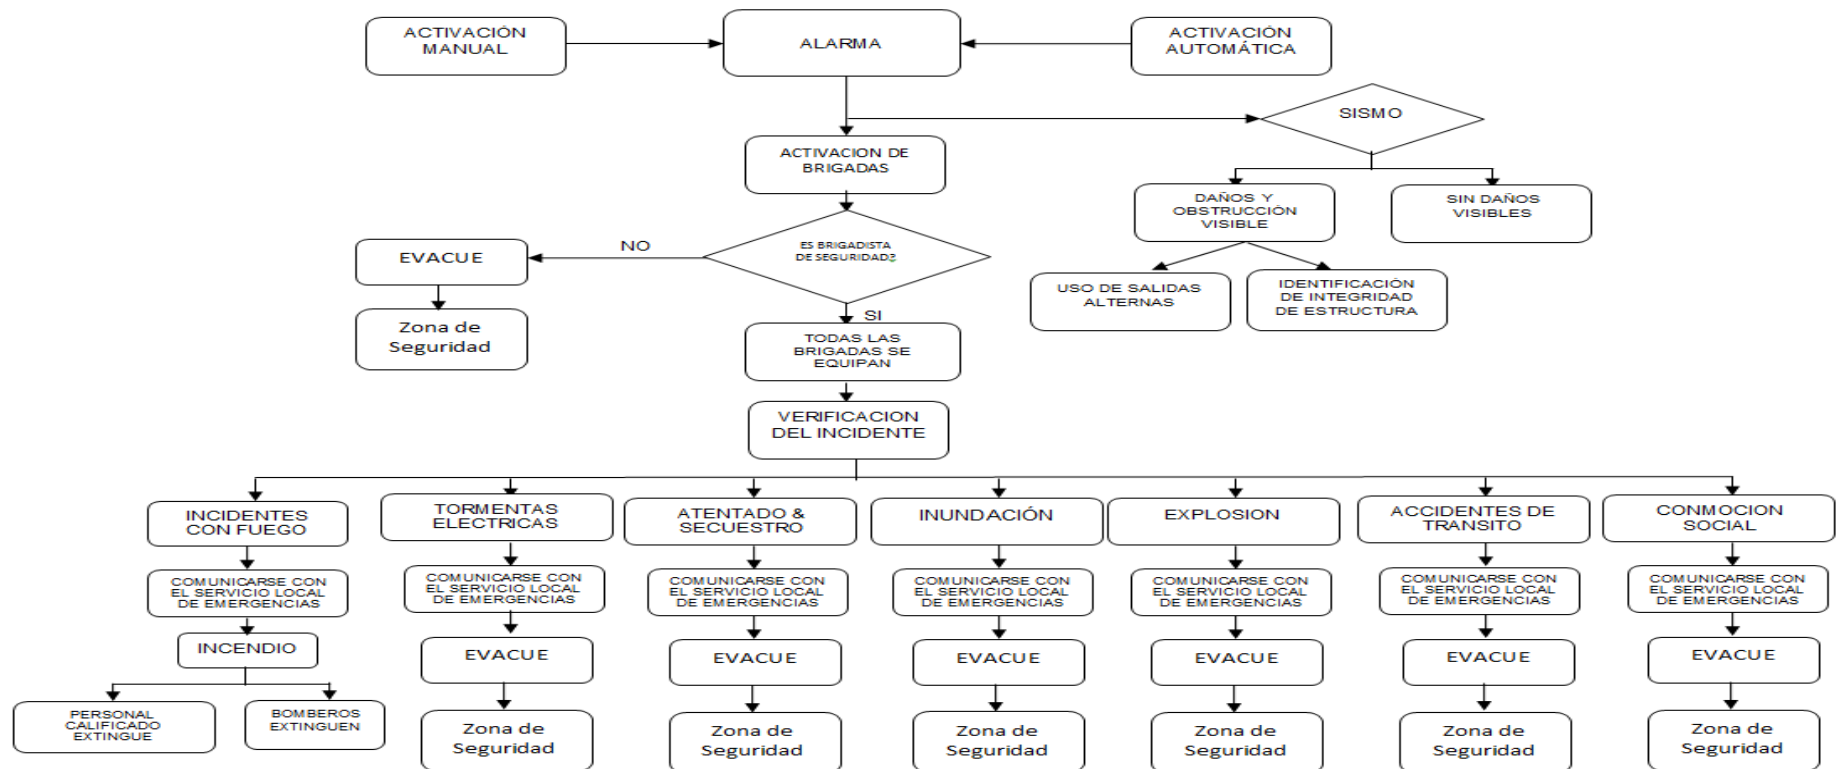 ACTIVACIÓN
MANUAL
ALARMA
ACTIVACIÓN
AUTOMÁTICA
SISMO
ACTIVACION DE
BRIGADAS
DAÑOS Y
OBSTRUCCIÓN
VISIBLE
SIN DAÑOS
VISIBLES
NO
ES BRIGADISTA
DE SEGURIDAD?
EVACUE
USO DE SALIDAS
ALTERNAS
IDENTIFICACIÓN
DE INTEGRIDAD
DE ESTRUCTURA
SI
Zona de
Seguridad
TODAS LAS
BRIGADAS SE
EQUIPAN
VERIFICACION
DEL INCIDENTE
INCIDENTES
CON FUEGO
TORMENTAS
ELECTRICAS
ATENTADO &
SECUESTRO
INUNDACIÓN
EXPLOSION
ACCIDENTES DE
TRANSITO
CONMOCION
SOCIAL
COMUNICARSE CON
EL SERVICIO LOCAL
DE EMERGENCIAS
COMUNICARSE CON
EL SERVICIO LOCAL
DE EMERGENCIAS
COMUNICARSE CON
EL SERVICIO LOCAL
DE EMERGENCIAS
COMUNICARSE CON
EL SERVICIO LOCAL
DE EMERGENCIAS
COMUNICARSE CON
EL SERVICIO LOCAL
DE EMERGENCIAS
COMUNICARSE CON
EL SERVICIO LOCAL
DE EMERGENCIAS
COMUNICARSE CON
EL SERVICIO LOCAL
DE EMERGENCIAS
INCENDIO
EVACUE
EVACUE
EVACUE
EVACUE
EVACUE
EVACUE
PERSONAL
CALIFICADO
EXTINGUE
BOMBEROS
EXTINGUEN
Zona de
Seguridad
Zona de
Seguridad
Zona de
Seguridad
Zona de
Seguridad
Zona de
Seguridad
Zona de
Seguridad